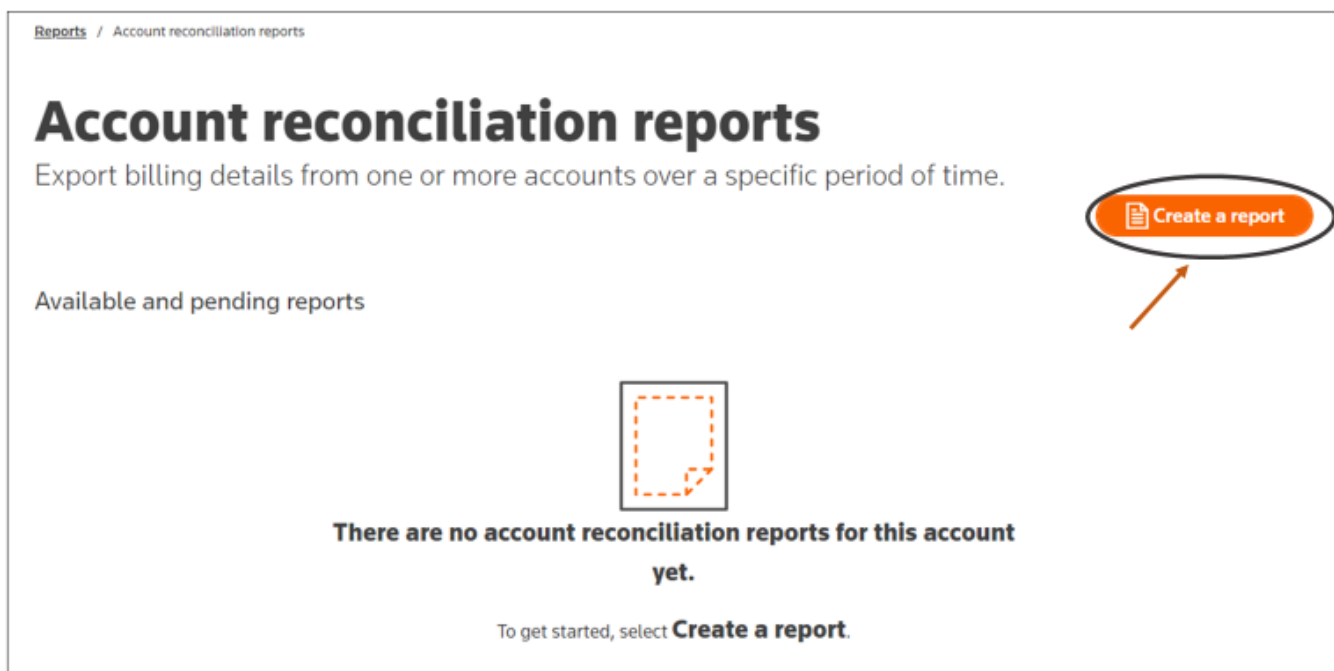 Reports / Account reconciliation reports
Account reconciliation reports
Export billing details from one or more accounts over a specific period of time.
Create a report
Available and pending reports
There are no account reconciliation reports for this account
yet.
To get started, select Create a report.